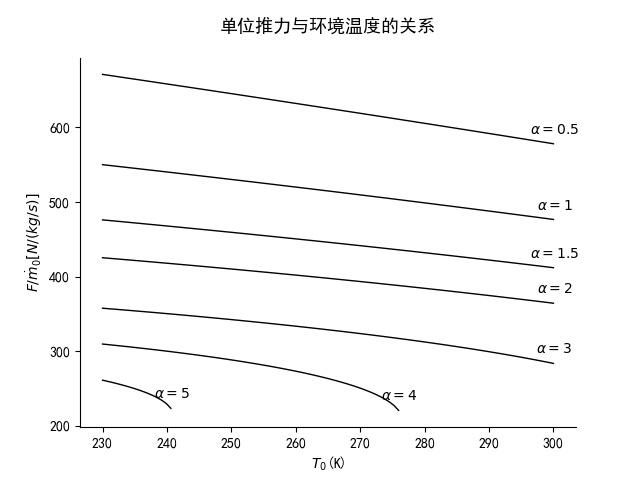 单位推力与环境温度的关系
F/ṁ₀[N/(kg/s)]
600
500
400
300
200
α = 0.5
α = 1
α = 1.5
α = 2
α = 3
α = 4
α = 5
230 240 250 260 270 280 290 300
T₀(K)